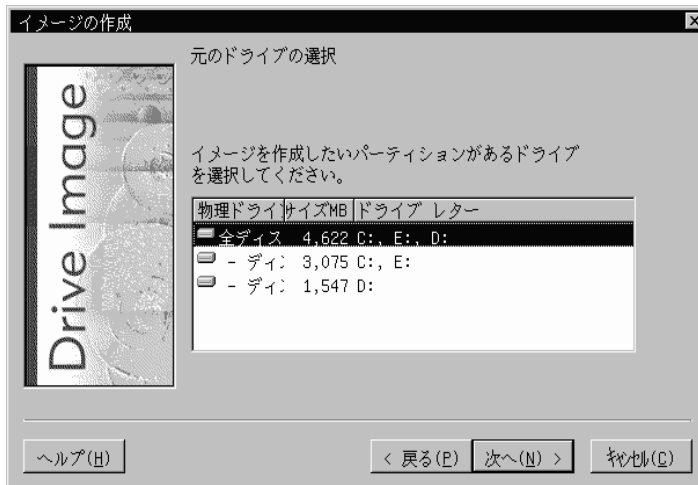 イメージの作成
元のドライブの選択
Drive Image
イメージを作成したいパーティションがあるドライブ
を選択してください。
物理ドライ サイズMB ドライブ レター
全ディス 4,622 C:, E:, D:
- ディ 3,075 C:, E:
- ディ 1,547 D:
ヘルプ(H) < 戻る(P) 次へ(N) > ｷｬﾝｾﾙ(C)